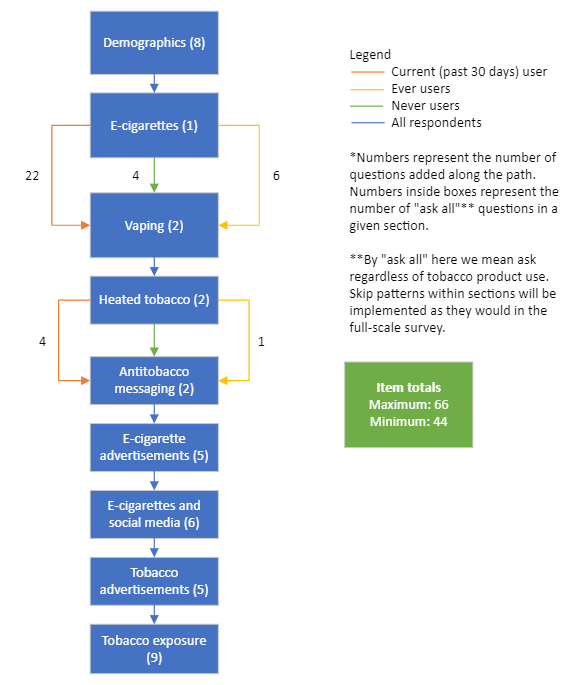 Demographics (8)
E-cigarettes (1)
22
4
6
Vaping (2)
Heated tobacco (2)
4
1
Antitobacco
messaging (2)
E-cigarette
advertisements (5)
E-cigarettes and
social media (6)
Tobacco
advertisements (5)
Tobacco exposure
(9)
Legend
Current (past 30 days) user
Ever users
Never users
All respondents
*Numbers represent the number of
questions added along the path.
Numbers inside boxes represent the
number of "ask all"** questions in a
given section.
**By "ask all" here we mean ask
regardless of tobacco product use.
Skip patterns within sections will be
implemented as they would in the
full-scale survey.
Item totals
Maximum: 66
Minimum: 44